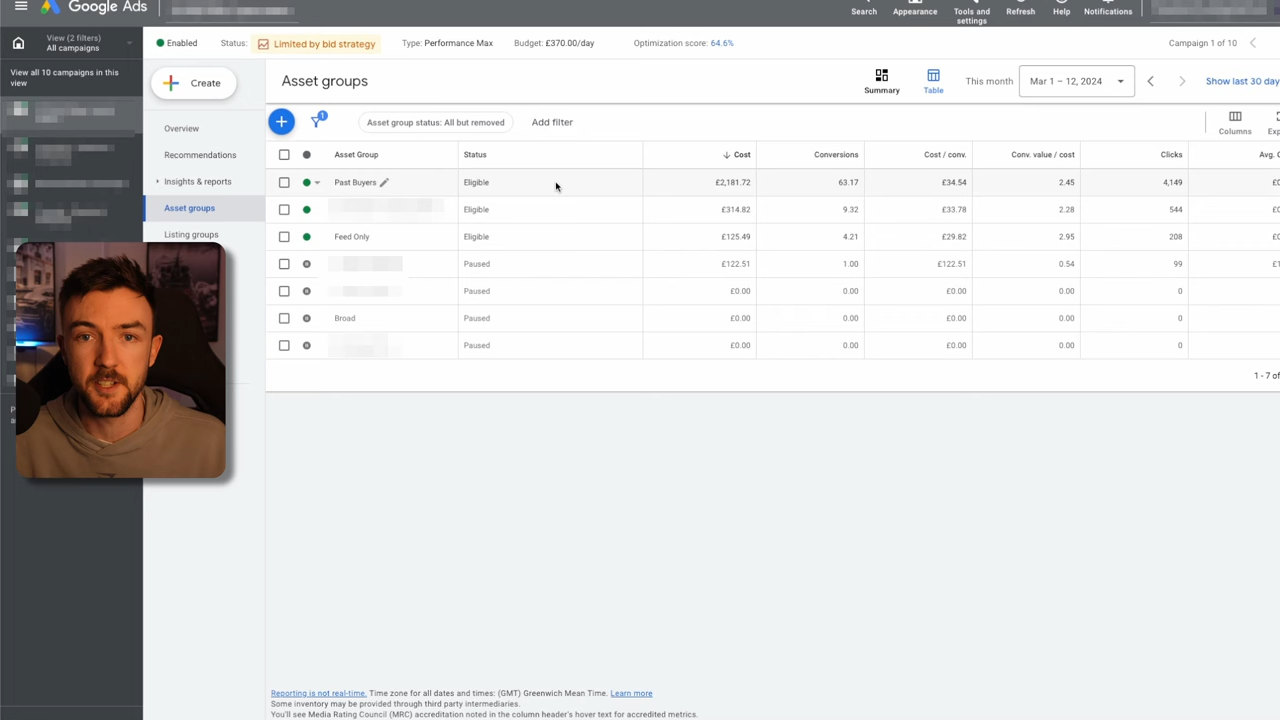 Google Ads
Search
Appearance
Tools and
settings
Refresh
Help
Notifications
View (2 filters)
All campaigns
Enabled
Status:
Limited by bid strategy
Type: Performance Max
Budget: £370.00/day
Optimization score: 64.6%
Campaign 1 of 10
View all 10 campaigns in this
view
Create
Asset groups
Summary
Table
This month
Mar 1 – 12, 2024
Show last 30 day
Overview
Recommendations
Insights & reports
Asset groups
Listing groups
1
Asset group status: All but removed
Add filter
Columns
Asset Group Status Cost Conversions Cost / conv. Conv. value / cost Clicks Avg.
Past Buyers Eligible £2,181.72 63.17 £34.54 2.45 4,149
Eligible £314.82 9.32 £33.78 2.28 544
Feed Only Eligible £125.49 4.21 £29.82 2.95 208
Paused £122.51 1.00 £122.51 0.54 99
Paused £0.00 0.00 £0.00 0.00 0
Broad Paused £0.00 0.00 £0.00 0.00 0
Paused £0.00 0.00 £0.00 0.00 0
1 - 7 of
Reporting is not real-time. Time zone for all dates and times: (GMT) Greenwich Mean Time. Learn more
Some inventory may be provided through third party intermediaries.
You'll see Media Rating Council (MRC) accreditation noted in the column header's hover text for accredited metrics.